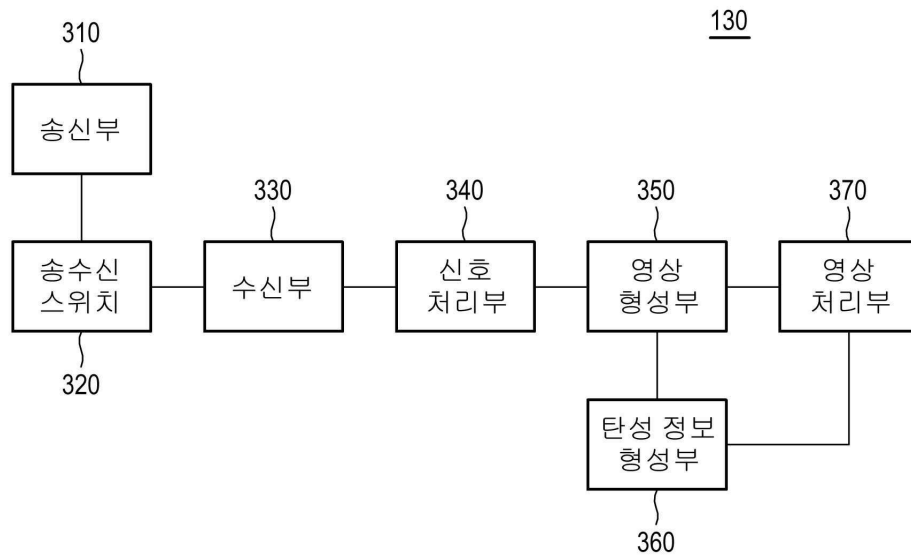 130
310
송신부
330
340
350
370
송수신
스위치
수신부
신호
처리부
영상
형성부
영상
처리부
320
탄성 정보
형성부
360